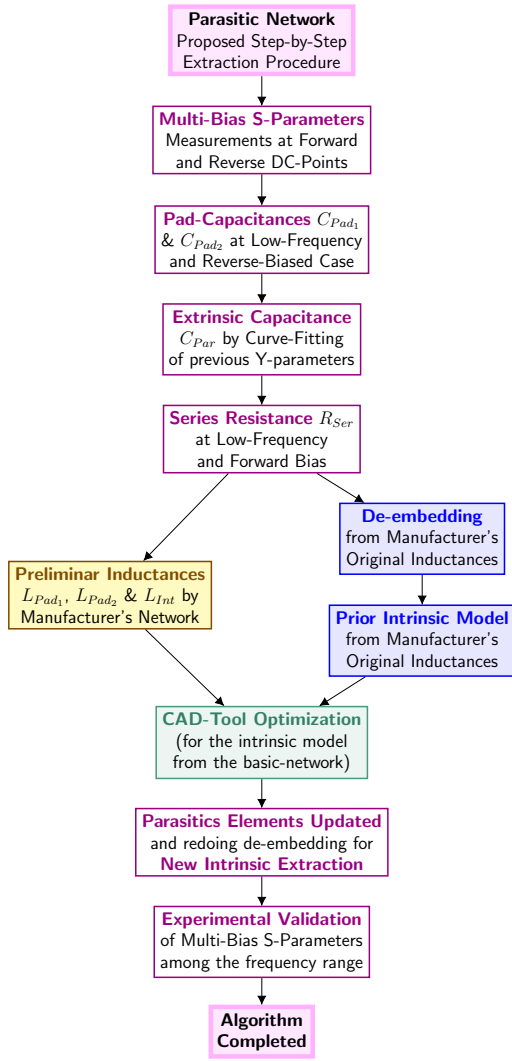 Parasitic Network
Proposed Step-by-Step
Extraction Procedure
Multi-Bias S-Parameters
Measurements at Forward
and Reverse DC-Points
Pad-Capacitances $C_{Pad_1}$
& $C_{Pad_2}$ at Low-Frequency
and Reverse-Biased Case
Extrinsic Capacitance
$C_{Par}$ by Curve-Fitting
of previous Y-parameters
Series Resistance $R_{Ser}$
at Low-Frequency
and Forward Bias
De-embedding
from Manufacturer's
Original Inductances
Preliminar Inductances
$L_{Pad_1}$, $L_{Pad_2}$ & $L_{Int}$ by
Manufacturer's Network
Prior Intrinsic Model
from Manufacturer's
Original Inductances
CAD-Tool Optimization
(for the intrinsic model
from the basic-network)
Parasitics Elements Updated
and redoing de-embedding for
New Intrinsic Extraction
Experimental Validation
of Multi-Bias S-Parameters
among the frequency range
Algorithm
Completed